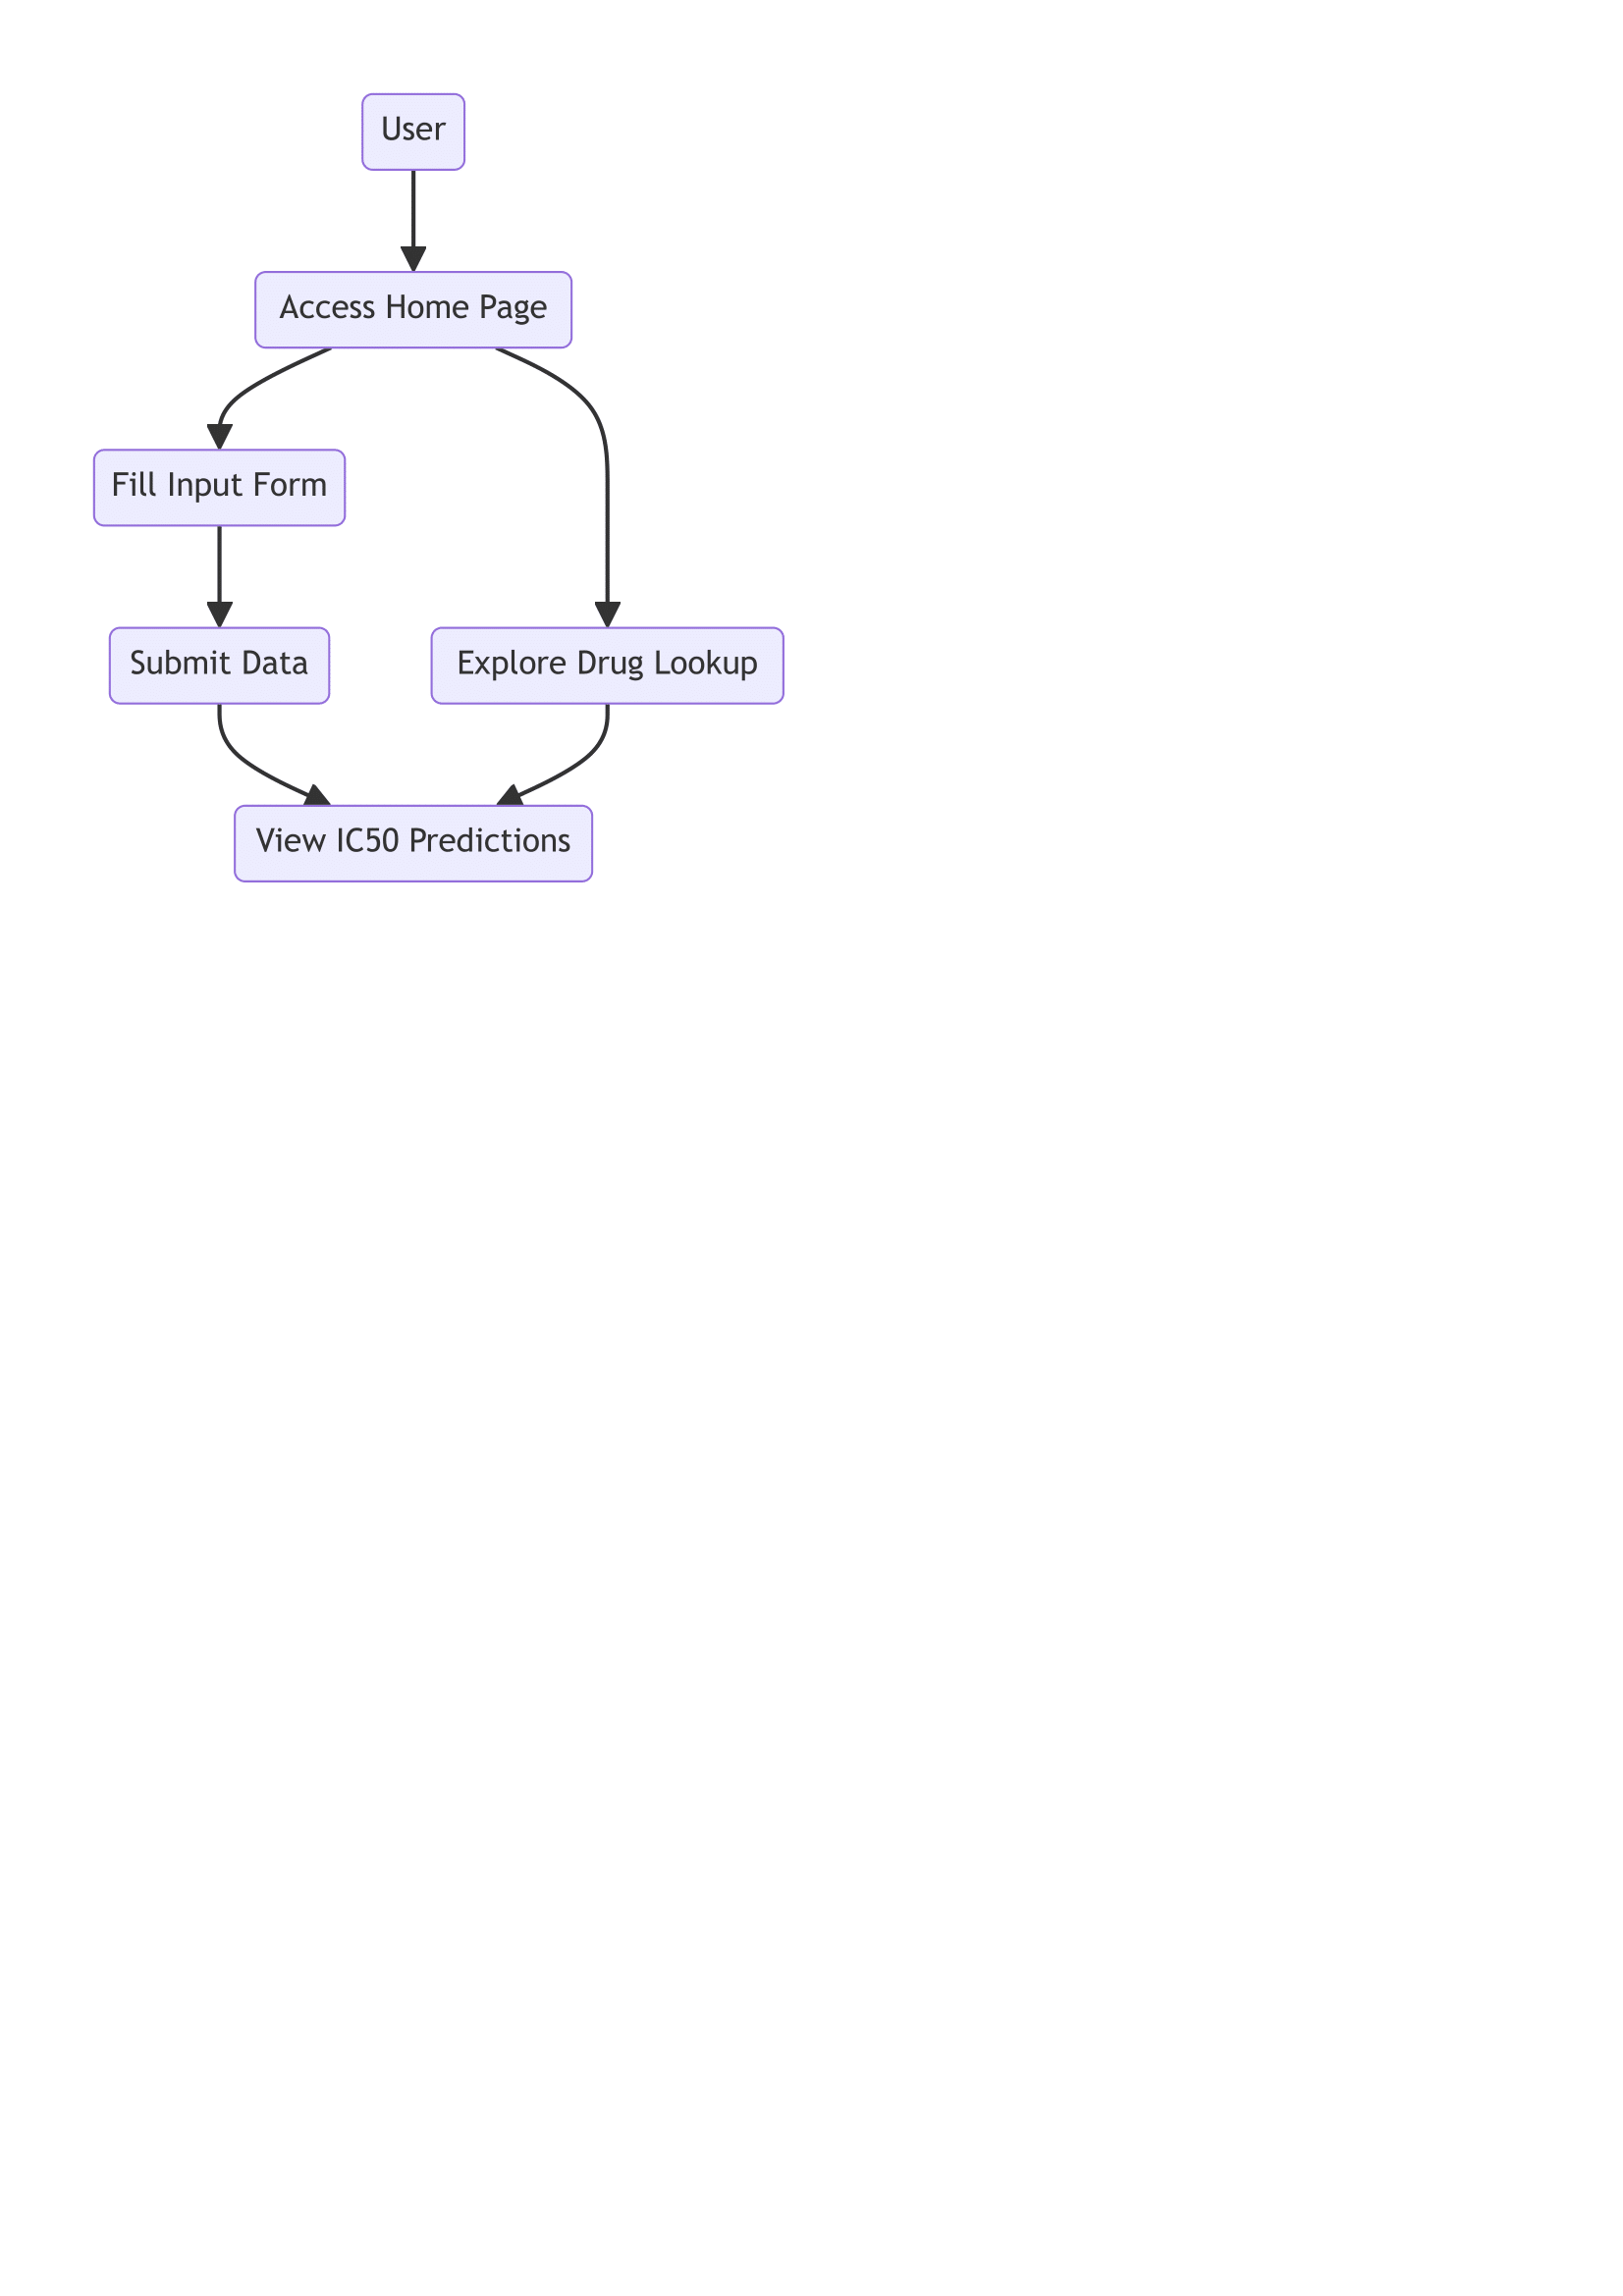 User
Access Home Page
Fill Input Form
Submit Data
Explore Drug Lookup
View IC50 Predictions